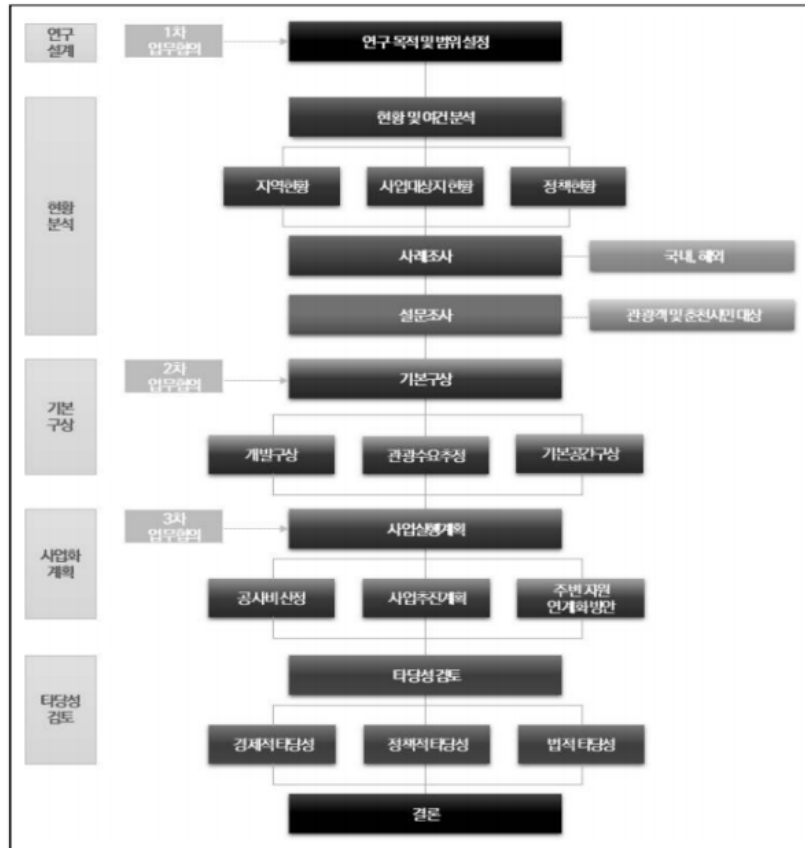 연구
설계
1차
업무협의
연구 목적 및 범위 설정
현황
분석
현황 및 여건 분석
지역현황
사업대상지 현황
정책현황
사례조사
국내, 해외
설문조사
관광객 및 춘천시민 대상
기본
구상
2차
업무협의
기본구상
개발구상
관광수요추정
기본공간구상
사업화
계획
3차
업무협의
사업실행계획
공사비 산정
사업추진계획
주변 자원
연계화 방안
타당성
검토
타당성 검토
경제적 타당성
정책적 타당성
법적 타당성
결론